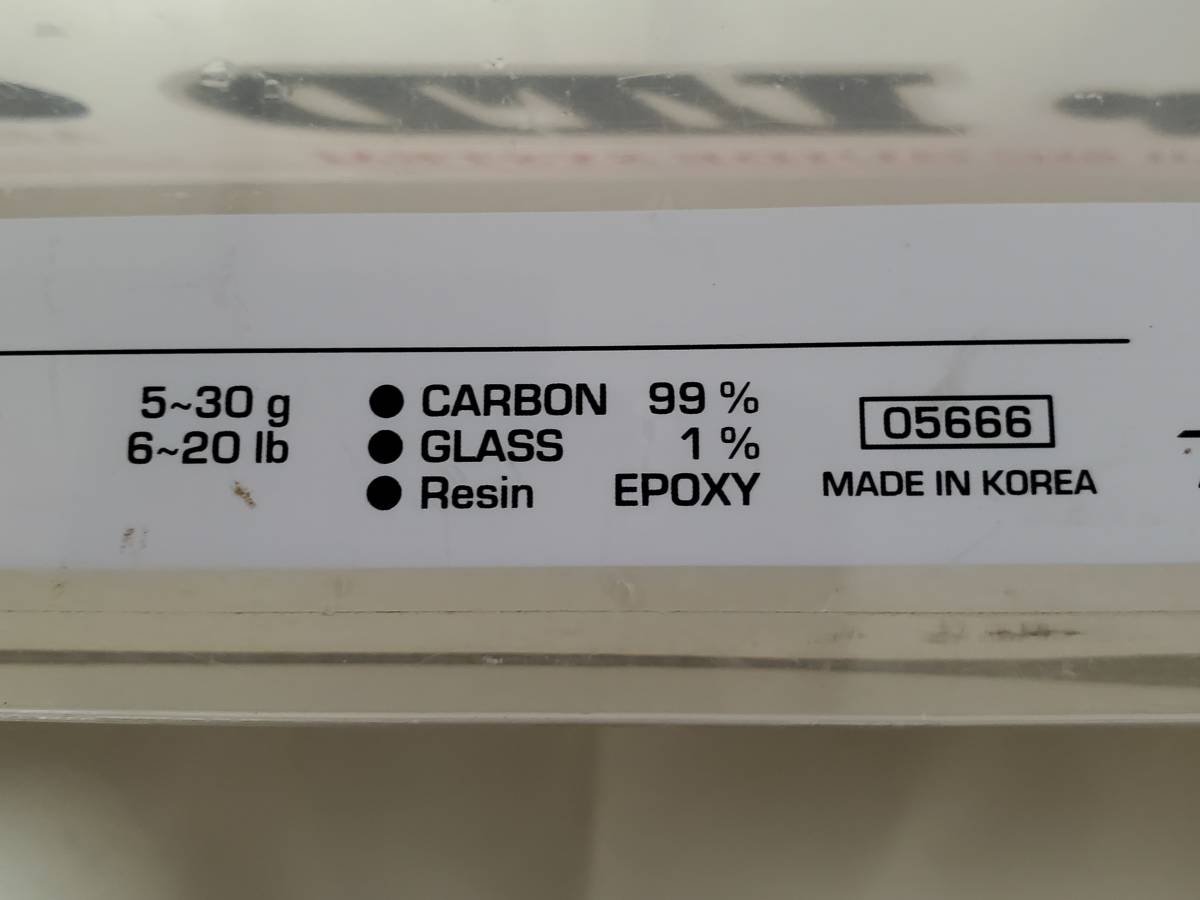 5~30 g
6~20 lb
● CARBON 99 %
● GLASS 1 %
● Resin EPOXY
05666
MADE IN KOREA